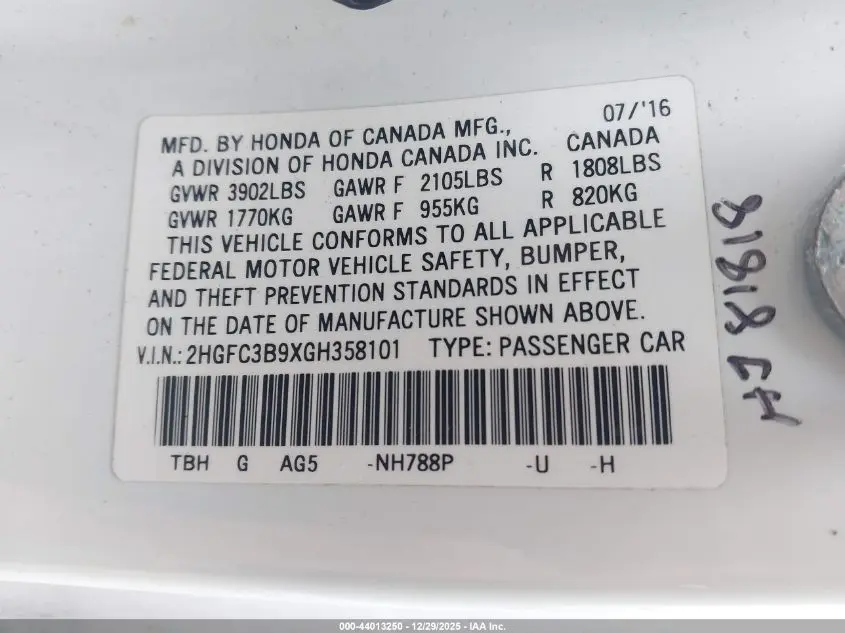 07/'16
MFD. BY HONDA OF CANADA MFG.,
A DIVISION OF HONDA CANADA INC. CANADA
GVWR 3902LBS GAWR F 2105LBS R 1808LBS
GVWR 1770KG GAWR F 955KG R 820KG
THIS VEHICLE CONFORMS TO ALL APPLICABLE
FEDERAL MOTOR VEHICLE SAFETY, BUMPER,
AND THEFT PREVENTION STANDARDS IN EFFECT
ON THE DATE OF MANUFACTURE SHOWN ABOVE.
V.I.N.: 2HGFC3B9XGH358101 TYPE: PASSENGER CAR
TBH G AG5 -NH788P -U -H
000-44013250 - 12/29/2025 - IAA Inc.